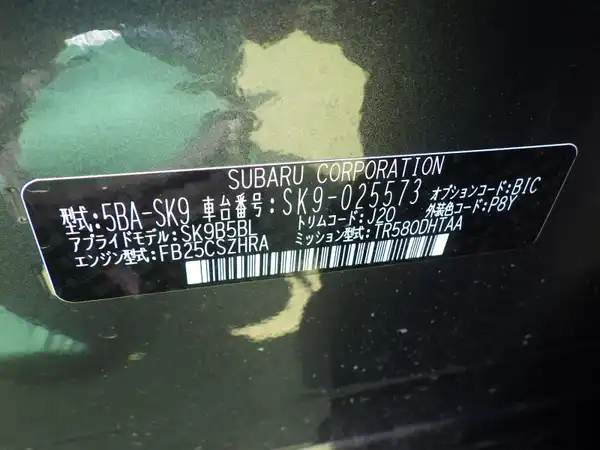 SUBARU CORPORATION
型式:5BA-SK9 車台番号:SK9-025573 オプションコード:BIC
アプライドモデル:SK9B5BL トリムコード:J20 外装色コード:P8Y
エンジン型式:FB25CSZHRA ミッション型式:TR580DHTAA